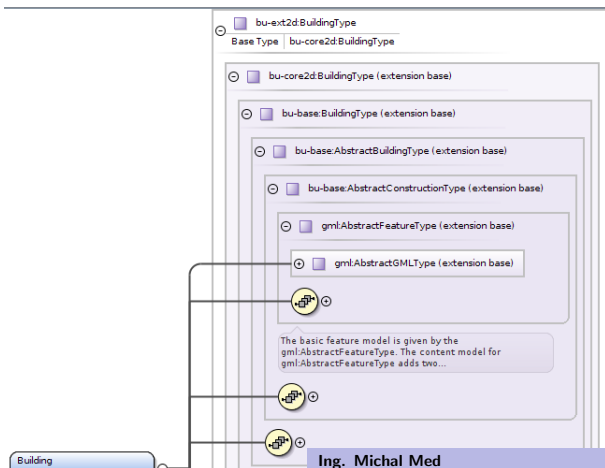 bu-ext2d:BuildingType
Base Type bu-core2d:BuildingType
bu-core2d:BuildingType (extension base)
bu-base:BuildingType (extension base)
bu-base:AbstractBuildingType (extension base)
bu-base:AbstractConstructionType (extension base)
gml:AbstractFeatureType (extension base)
gml:AbstractGMLType (extension base)
The basic feature model is given by the
gml:AbstractFeatureType. The content model for
gml:AbstractFeatureType adds two...
Building
Ing. Michal Med